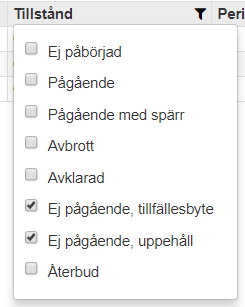 Tillstånd Peri
Ej påbörjad
Pågående
Pågående med spärr
Avbrott
Avklarad
Ej pågående, tillfällesbyte
Ej pågående, uppehåll
Återbud